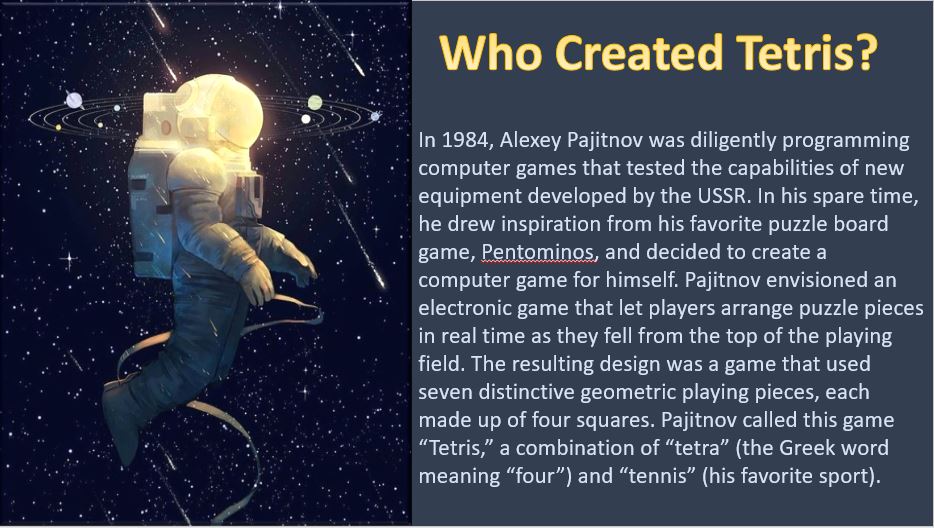 Who Created Tetris?
In 1984, Alexey Pajitnov was diligently programming
computer games that tested the capabilities of new
equipment developed by the USSR. In his spare time,
he drew inspiration from his favorite puzzle board
game, Pentominos, and decided to create a
computer game for himself. Pajitnov envisioned an
electronic game that let players arrange puzzle pieces
in real time as they fell from the top of the playing
field. The resulting design was a game that used
seven distinctive geometric playing pieces, each
made up of four squares. Pajitnov called this game
“Tetris,” a combination of “tetra” (the Greek word
meaning “four”) and “tennis” (his favorite sport).